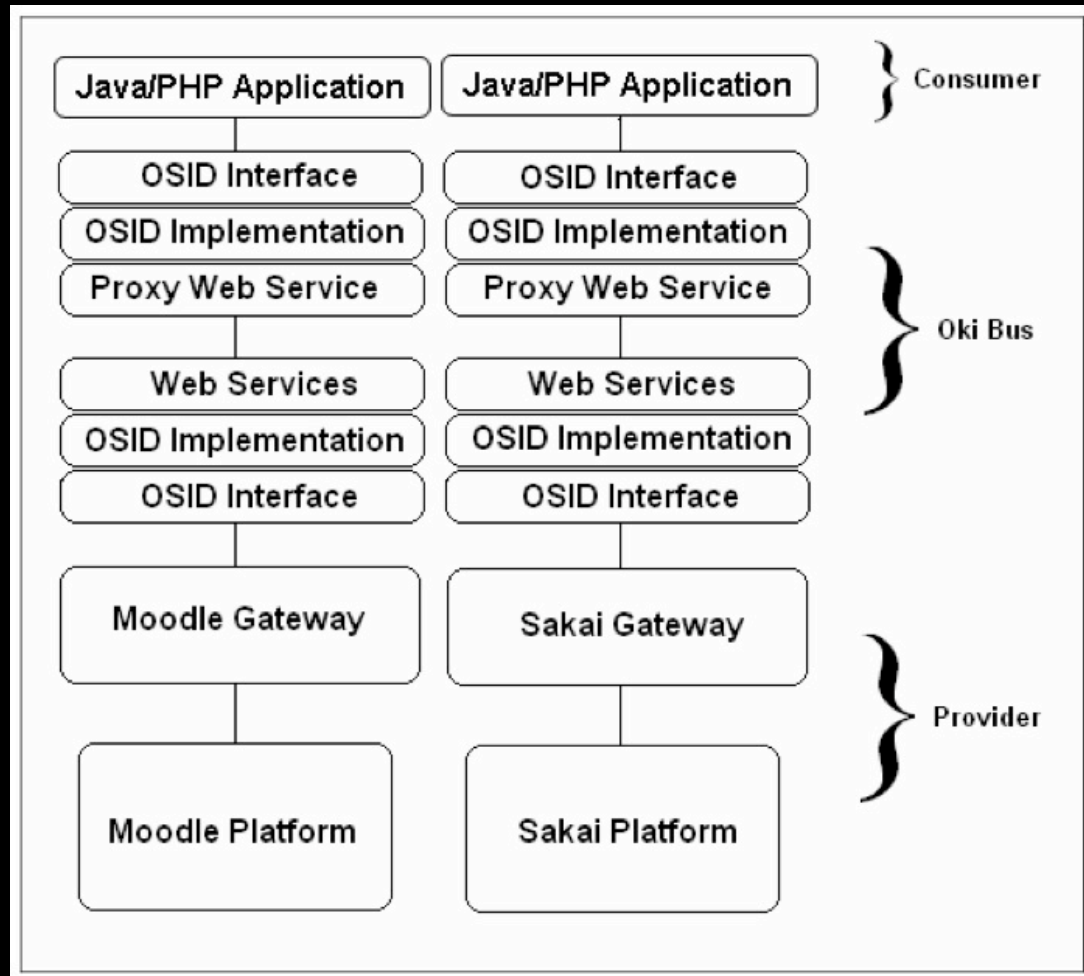 Java/PHP Application
Java/PHP Application
Consumer
OSID Interface
OSID Interface
OSID Implementation
OSID Implementation
Proxy Web Service
Proxy Web Service
Oki Bus
Web Services
Web Services
OSID Implementation
OSID Implementation
OSID Interface
OSID Interface
Moodle Gateway
Sakai Gateway
Provider
Moodle Platform
Sakai Platform